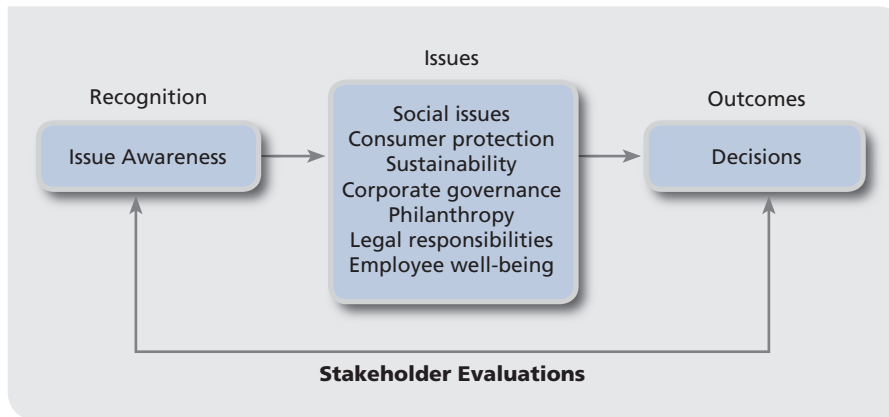 Recognition
Issue Awareness
Issues
Social issues
Consumer protection
Sustainability
Corporate governance
Philanthropy
Legal responsibilities
Employee well-being
Outcomes
Decisions
Stakeholder Evaluations